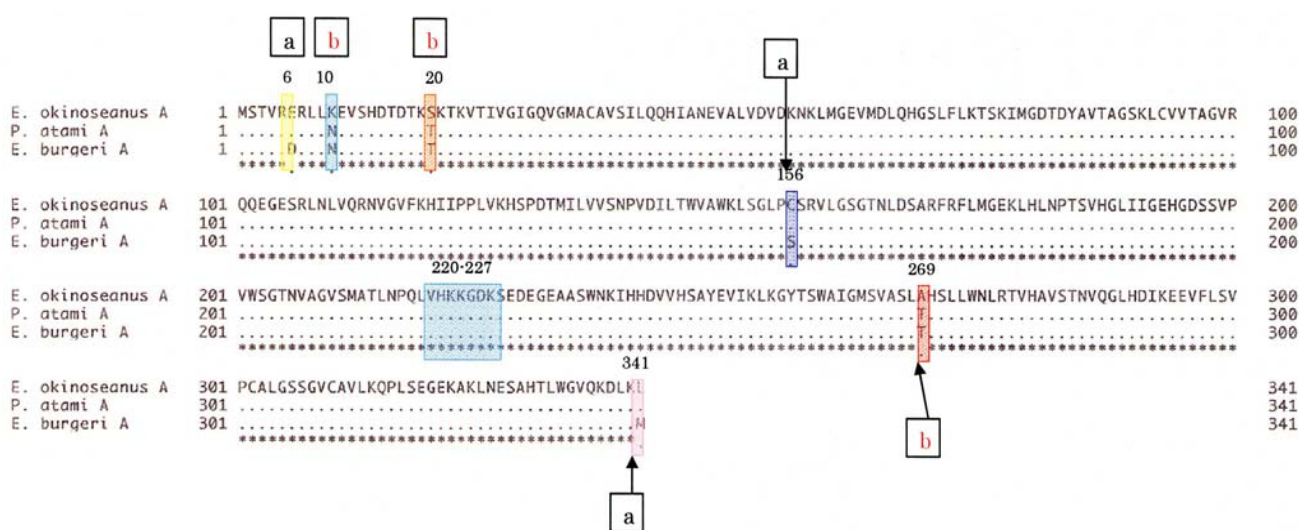 a b b a
6 10 20
E. okinoseanus A 1 MSTVRERLLKEVSHDTDTKSKTKVTIVGIGQVGMACAVSILQQHIANEVALVDVDKNKLMGEVMDLQHGSLFLKTSKIMGDTDYAVTAGSKLCVVTAGVR 100
P. atami A 1 .........N.........T................................................................................ 100
E. burgeri A 1 .....D...N.........T................................................................................ 100
*****.*** *********.********************************************************************************
156
E. okinoseanus A 101 QQEGESRLNLVQRNVGVFKHIIPPLVKHSPDTMILVVSNPVDILTWVAWKLSGLPCSRVLGSGTNLDSARFRFLMGEKLHLNPTSVHGLIIGEHGDSSVP 200
P. atami A 101 .................................................................................................... 200
E. burgeri A 101 .......................................................S............................................ 200
*******************************************************.********************************************
220-227 269
E. okinoseanus A 201 VWSGTNVAGVSMATLNPQLVHKKGDKSEDEGEAASWNKIHHDVVHSAYEVIKLKGYTSWAIGMSVASLAHSLLWNLRTVHAVSTNVQGLHDIKEEVFLSV 300
P. atami A 201 ....................................................................T............................... 300
E. burgeri A 201 ....................................................................T............................... 300
********************************************************************.*******************************
341
E. okinoseanus A 301 PCALGSSGVCAVLKQPLSEGEKAKLNESAHTLWGVQKDLKL 341
P. atami A 301 ......................................... 341
E. burgeri A 301 ........................................M 341
****************************************.
b
a